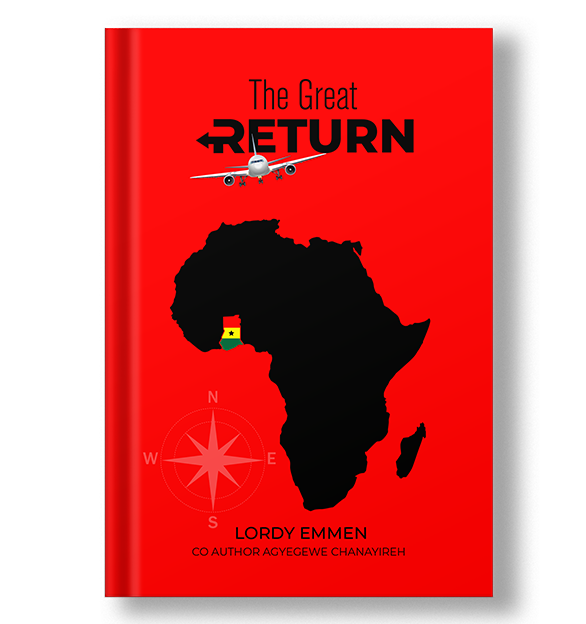 The Great
RETURN
N
W E
S
LORDY EMMEN
CO AUTHOR AGYEGEWE CHANAYIREH